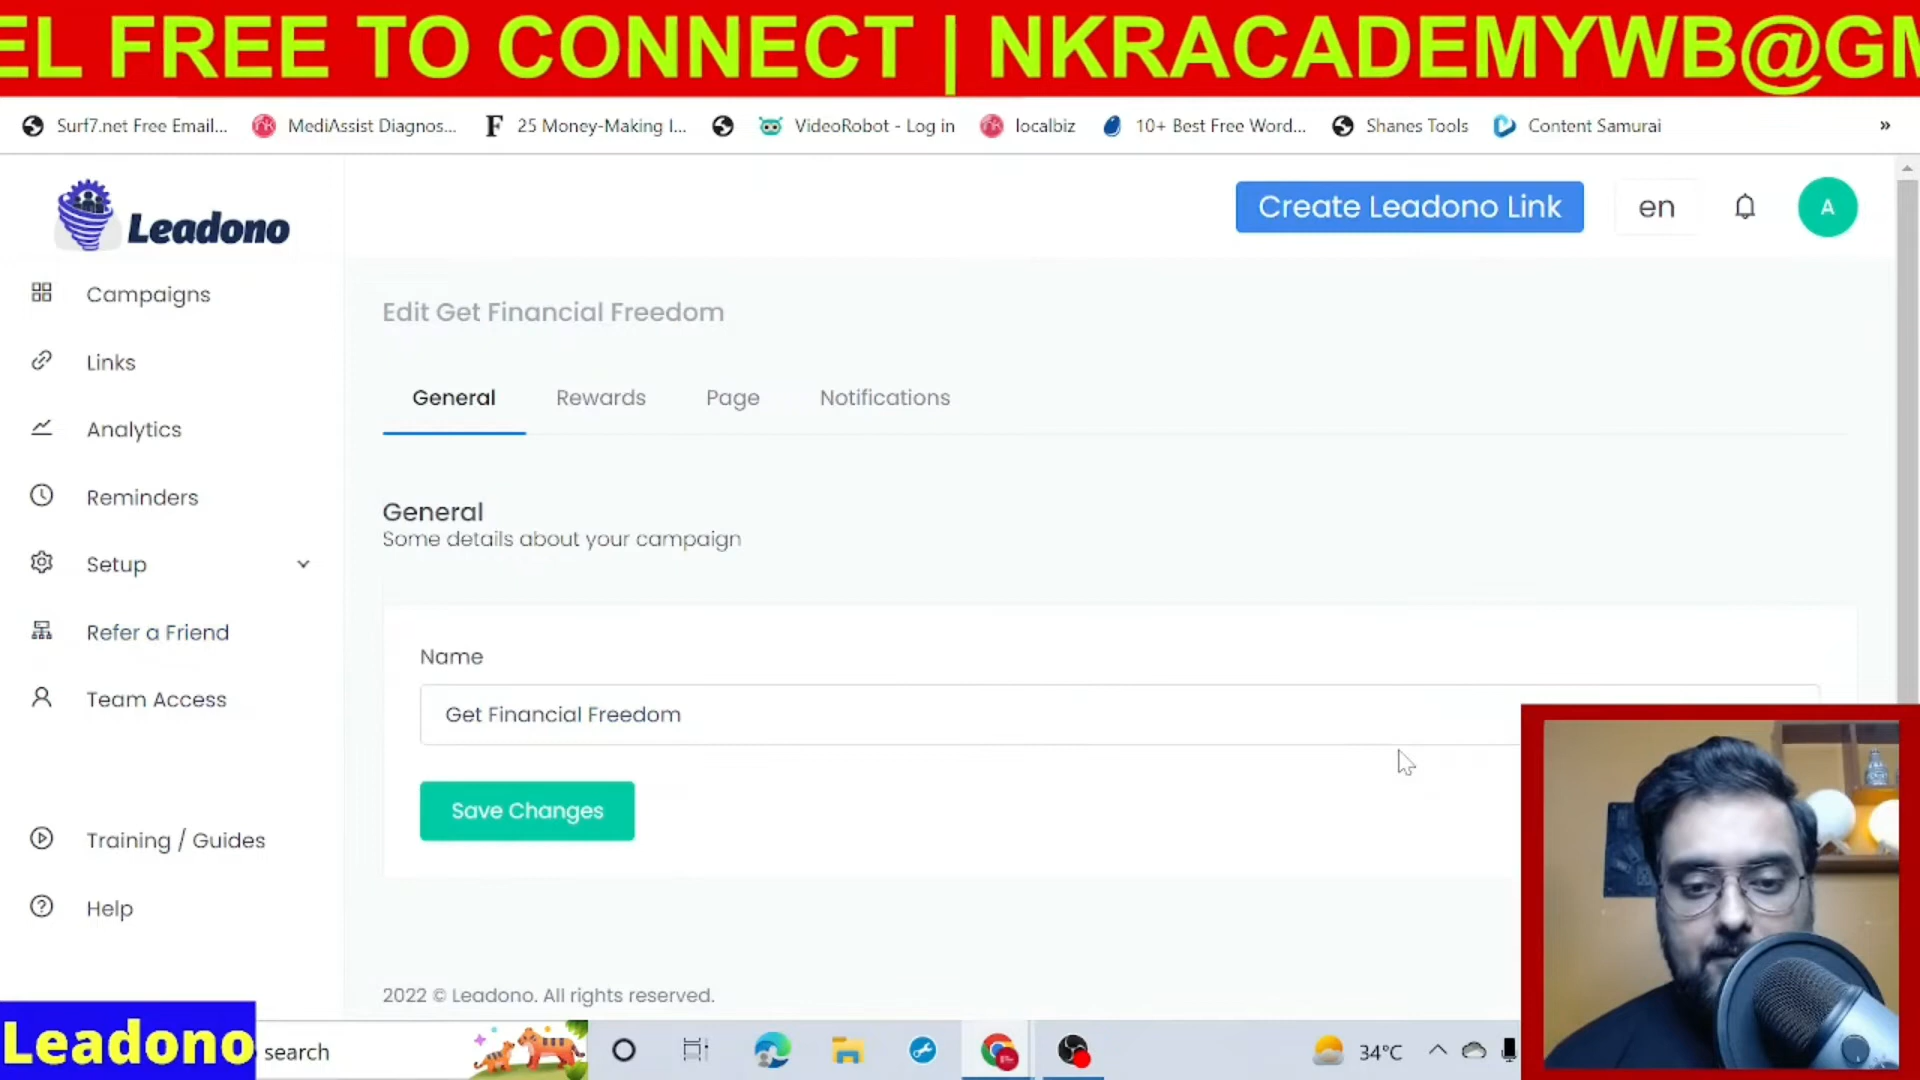 EL FREE TO CONNECT | NKRACADEMYWB@GM
Surf7.net Free Email... MediAssist Diagnos... 25 Money-Making I... VideoRobot - Log in localbiz 10+ Best Free Word... Shanes Tools Content Samurai »
Leadono
Create Leadono Link en A
Campaigns
Links
Analytics
Reminders
Setup
Refer a Friend
Team Access
Training / Guides
Help
Edit Get Financial Freedom
General Rewards Page Notifications
General
Some details about your campaign
Name
Get Financial Freedom
Save Changes
2022 © Leadono. All rights reserved.
Leadono
search
34°C